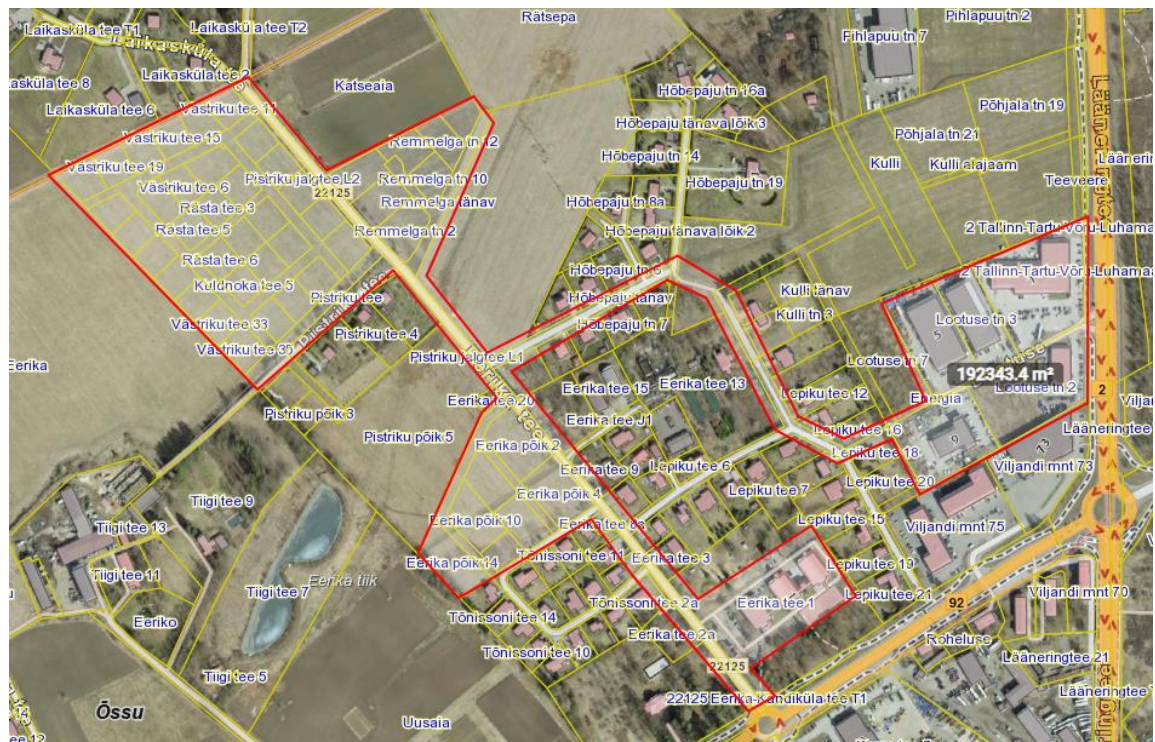 Laikasküla tee T1
Laikaskü la tee T2
Rätsepa
Pihlapuu tn 2
Pihlapuu tn 7
Laikasküla tee 8
Laikasküla tee 2
Laikasküla tee 6
Katseaia
Hõbepaju tn 16a
Västriku tee 11
Västriku tee 15
Remmelga tn 12
Hõbepaju tänava lõik 3
Põhjala tn 19
Põhjala tn 21
Hõbepaju tn 14
Kulli
Kulli alajaam
Västriku tee 19
Västriku tee 6
Pistriku jalgtee L2
22125
Remmelga tn 10
Remmelga tänav
Hõbepaju tn 19
Teeveere
Hõbepaju tn 8a
Rästa tee 3
Rästa tee 5
Remmelga tn 2
Hõbepaju tänava lõik 2
2 Tallinn-Tartu-Võru-Luhama
Rästa tee 6
Kuldnoka tee 5
Pistriku tee
Pistriku tee
Hõbepaju tn 6
Hõbepaju tänav
Kulli tänav
Kulli tn 3
2 Tallinn-Tartu-Võru-Luhama
Västriku tee 33
Pistriku tee 4
Hõbepaju tn 7
Lootuse tn 3
5
Västriku tee 35
Pistriku jalgtee L1
Lootuse tn 7
192343.4 m²
Eerika
Eerika tee
Eerika tee 15
Eerika tee 13
Lootuse tn 2
2
Eerika tee 20
Lepiku tee 12
Energia
Pistriku põik 3
Eerika tee J1
Lepiku tee 16
Pistriku põik 5
Eerika põik 2
Lepiku tee 18
9
13
Eerika tee 9
Lepiku tee 6
Viljandi mnt 73
Tiigi tee 9
Eerika põik 4
Lepiku tee 7
Lepiku tee 20
Tiigi tee 13
Eerika põik 10
Eerika tee 8a
Lepiku tee 15
Viljandi mnt 75
Eerika põik 14
Tõnissoni tee 11
Eerika tee 3
Lepiku tee 19
Tiigi tee 11
Eerika tiik
Tiigi tee 7
Eerika tee 1
Lepiku tee 21
92
Viljandi mnt 70
Eeriko
Tõnissoni tee 14
Tõnissoni tee 2a
Eerika tee 2a
Roheluse
Tõnissoni tee 10
Lääneringtee 21
Tiigi tee 5
22125
22125 Eerika-Kandiküla tee T1
Õssu
Uusaia